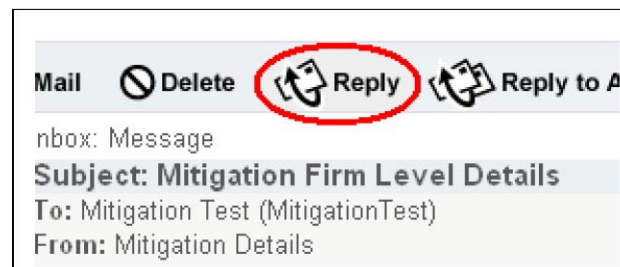 Mail Delete Reply Reply to A
nbox: Message
Subject: Mitigation Firm Level Details
To: Mitigation Test (MitigationTest)
From: Mitigation Details